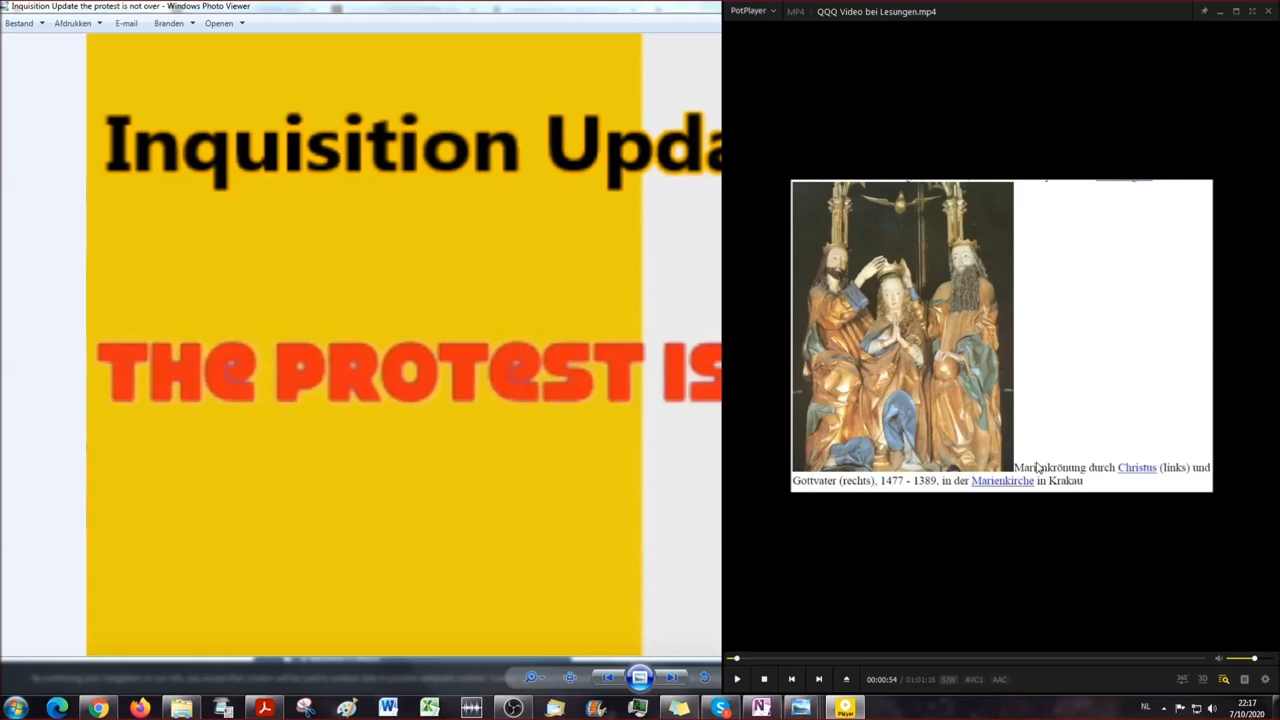 Inquisition Update the protest is not over - Windows Photo Viewer
Bestand Afdrukken E-mail Branden Openen
Inquisition Upda
THE PROTEST IS
PotPlayer MP4 QQQ Video bei Lesungen.mp4
Marienkrönung durch Christus (links) und
Gottvater (rechts), 1477 - 1389, in der Marienkirche in Krakau
00:00:54 / 01:01:16 S/W AVC1 AAC
360° 3D
NL 22:17
7/10/2020